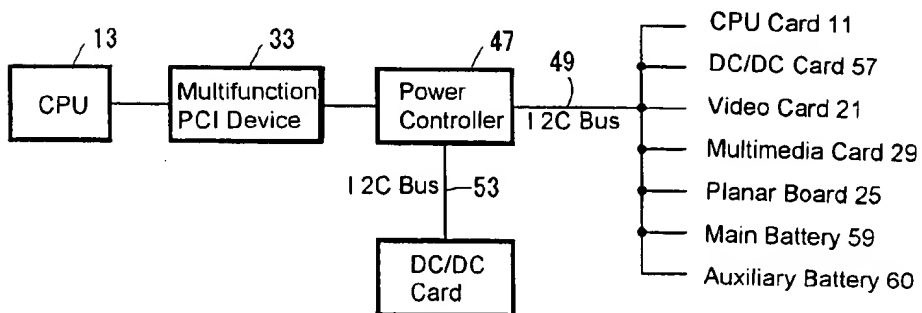 13
33
47
CPU
Multifunction
PCI Device
Power
Controller
49
I 2C Bus
CPU Card 11
DC/DC Card 57
Video Card 21
Multimedia Card 29
Planar Board 25
Main Battery 59
Auxiliary Battery 60
I 2C Bus
53
DC/DC
Card